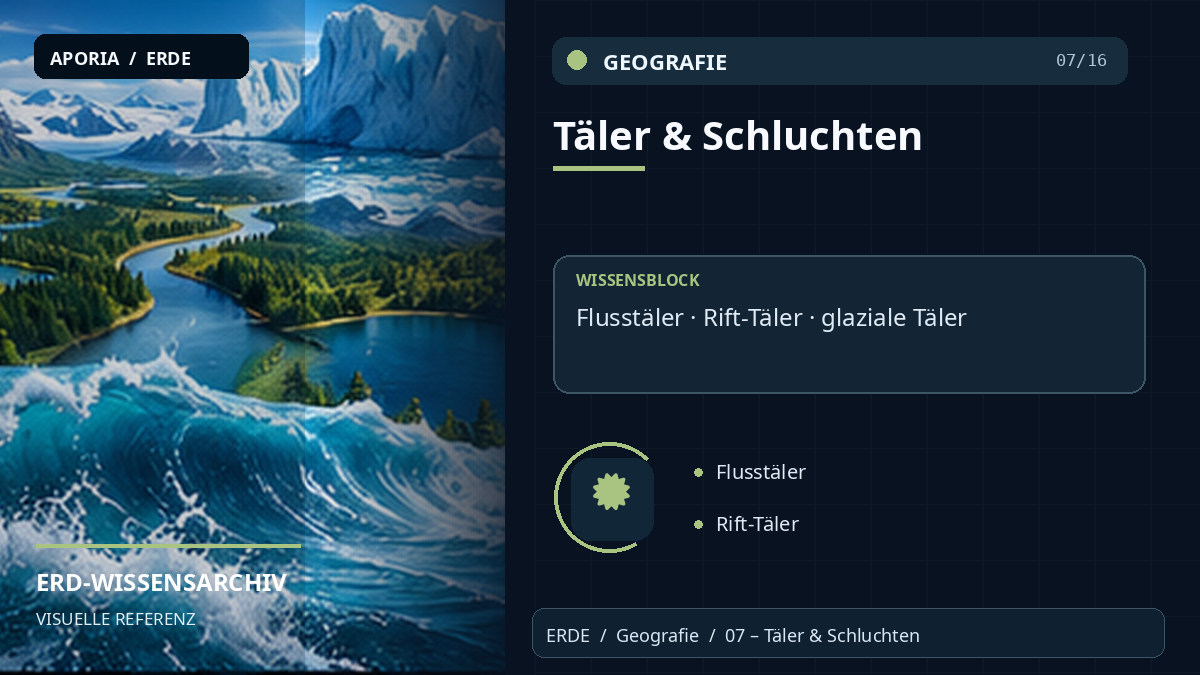 APORIA / ERDE
ERD-WISSENSARCHIV
VISUELLE REFERENZ
GEOGRAFIE 07/16
Täler & Schluchten
WISSENSBLOCK
Flusstäler · Rift-Täler · glaziale Täler
Flusstäler
Rift-Täler
ERDE / Geografie / 07 – Täler & Schluchten